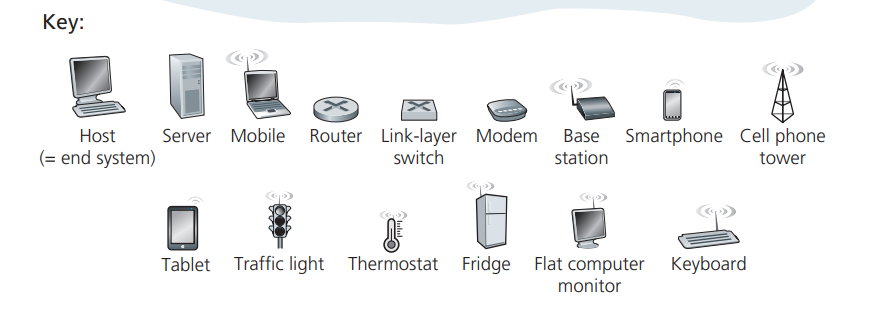 Key:
Host
(= end system)
Server
Mobile
Router
Link-layer
switch
Modem
Base
station
Smartphone
Cell phone
tower
Tablet
Traffic light
Thermostat
Fridge
Flat computer
monitor
Keyboard